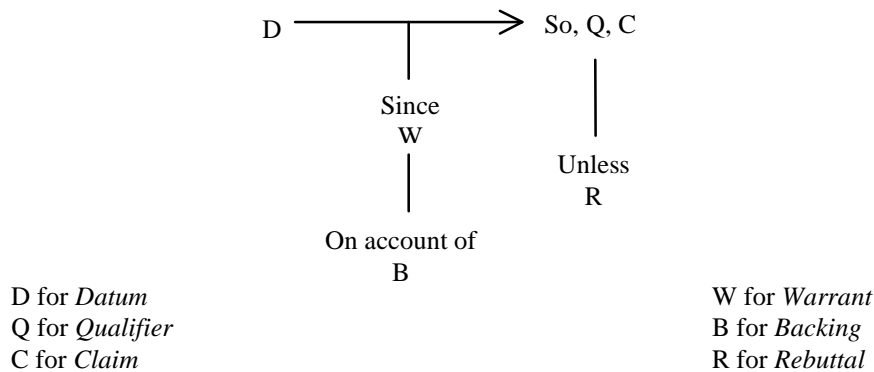 D
So, Q, C
Since
W
Unless
R
On account of
B
D for Datum
Q for Qualifier
C for Claim
W for Warrant
B for Backing
R for Rebuttal